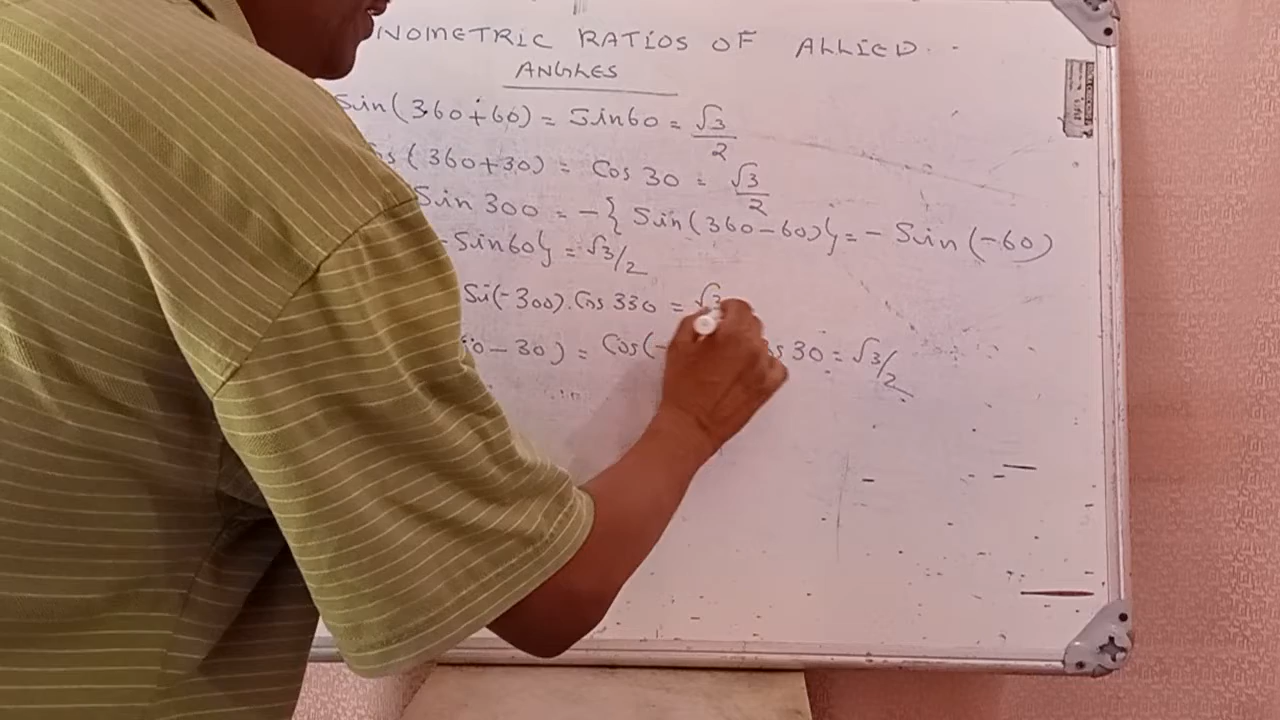 NOMETRIC RATIOS OF ALLIED
ANGLES
Sin(360+60) = Sin60 = √3/2
s(360+30) = Cos 30 = √3/2
Sin 300 = -{ Sin(360-60)} = - Sin(-60)
-Sin60} = √3/2
Si(-300).Cos 330 = √3
0-30) = Cos(- s 30 = √3/2